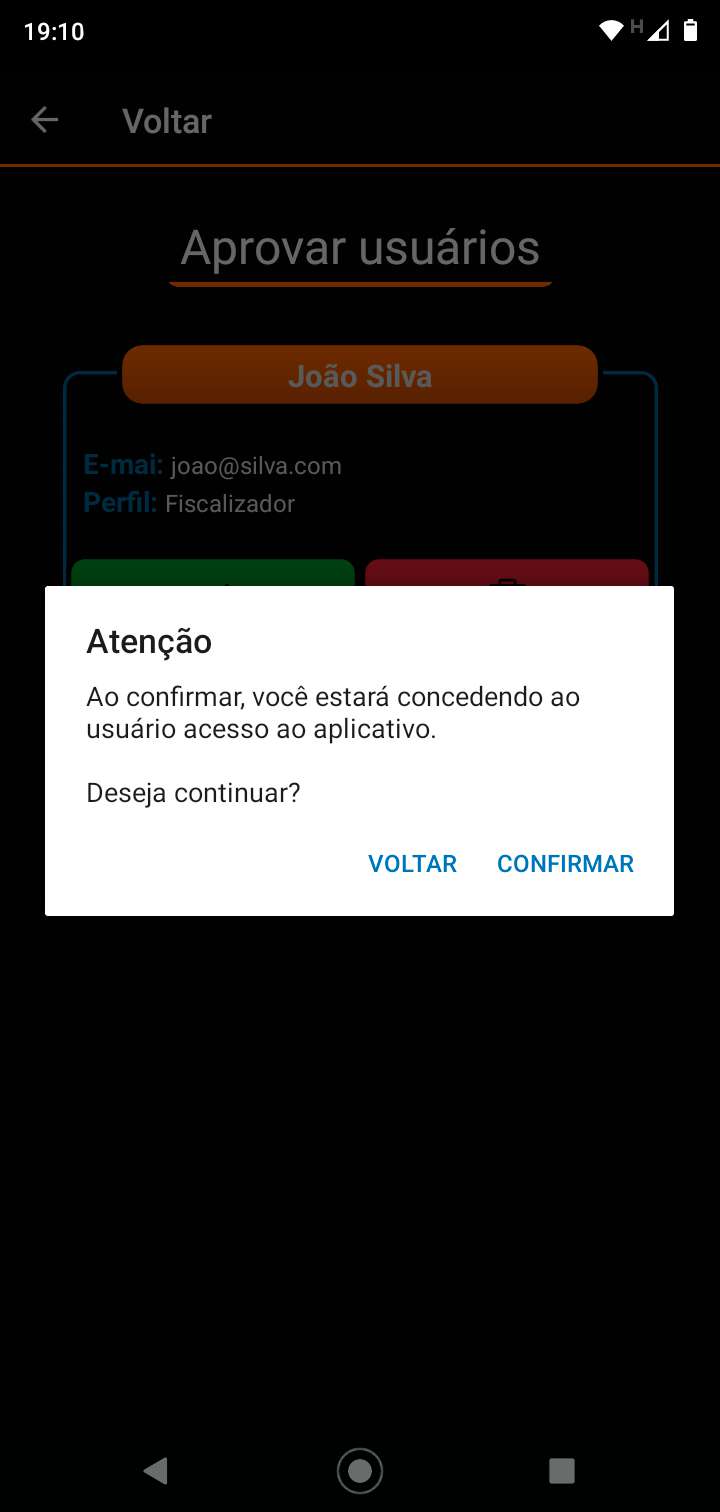 19:10
H
Voltar
Aprovar usuários
João Silva
E-mai: joao@silva.com
Perfil: Fiscalizador
Atenção
Ao confirmar, você estará concedendo ao
usuário acesso ao aplicativo.
Deseja continuar?
VOLTAR CONFIRMAR